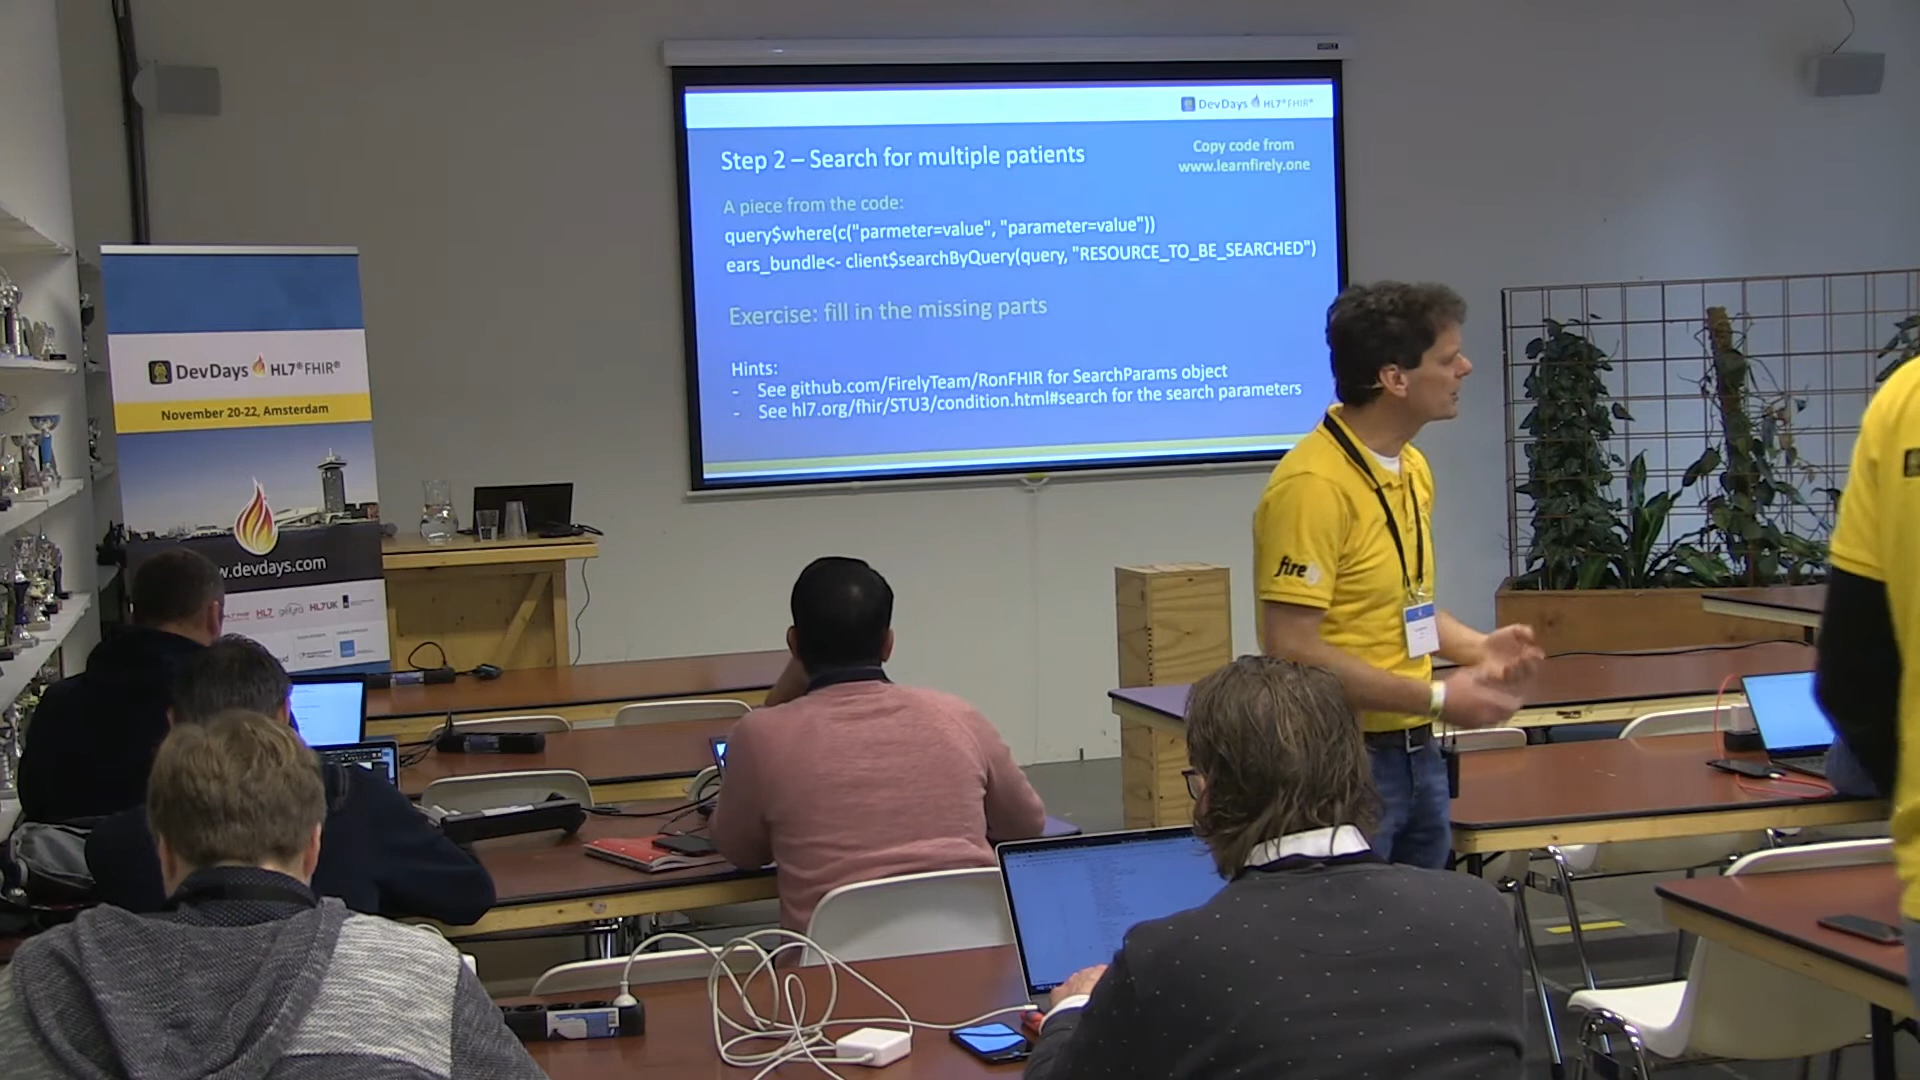 DevDays HL7®FHIR®
Step 2 – Search for multiple patients
Copy code from
www.learnfirely.one
A piece from the code:
query$where(c("parmeter=value", "parameter=value"))
ears_bundle<- client$searchByQuery(query, "RESOURCE_TO_BE_SEARCHED")
Exercise: fill in the missing parts
Hints:
- See github.com/FirelyTeam/RonFHIR for SearchParams object
- See hl7.org/fhir/STU3/condition.html#search for the search parameters
DevDays HL7®FHIR®
November 20-22, Amsterdam
w.devdays.com
HL7
HL7UK
fire